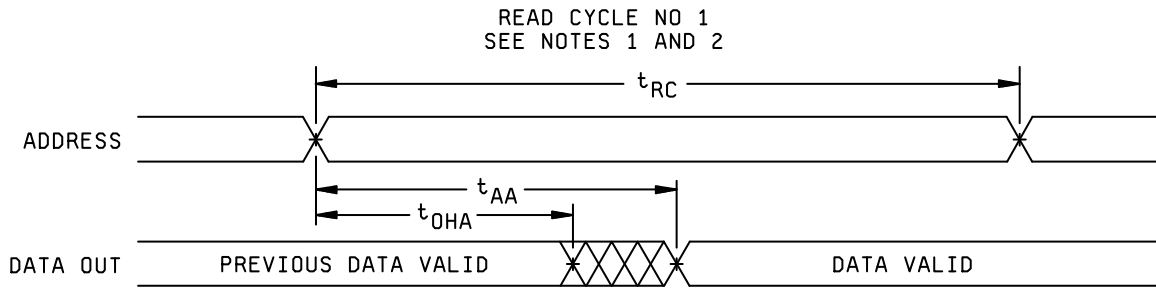 READ CYCLE NO 1
SEE NOTES 1 AND 2
tRC
ADDRESS
tAA
tOHA
DATA OUT PREVIOUS DATA VALID DATA VALID